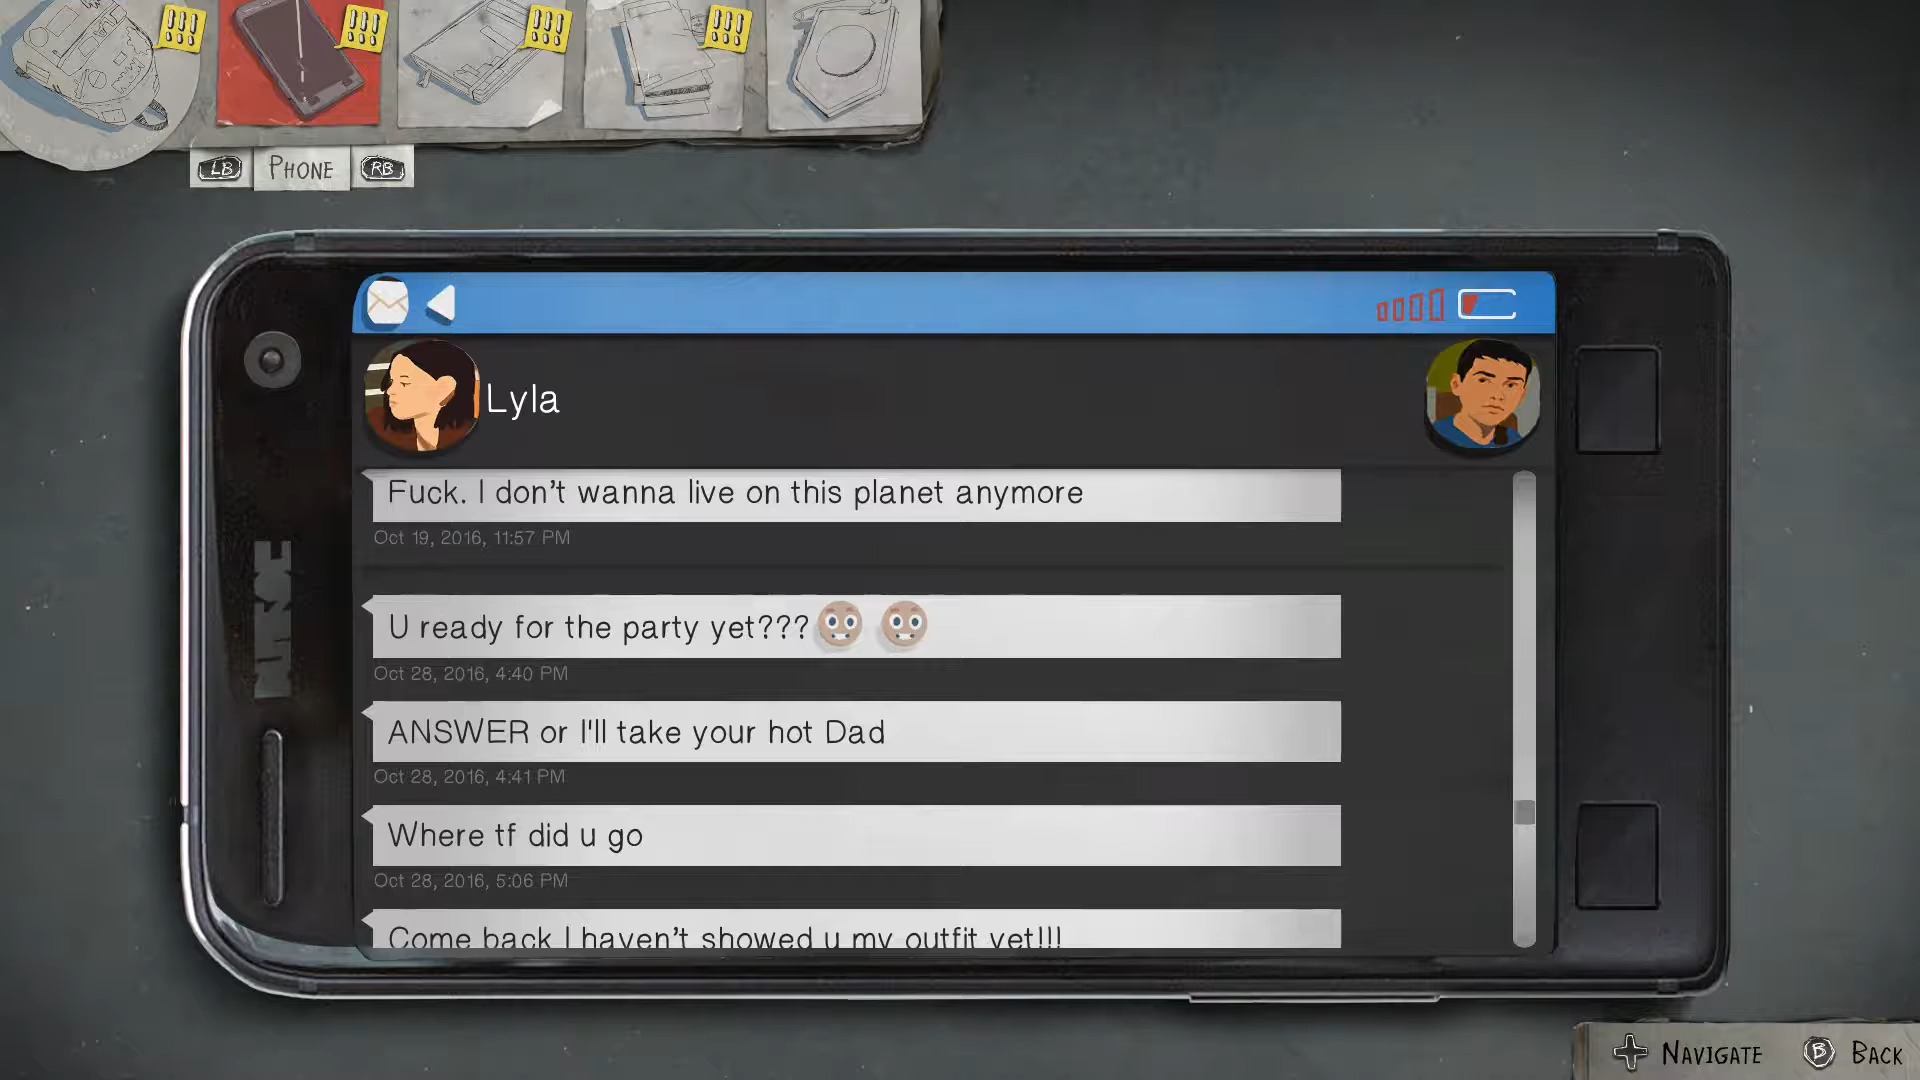 LB PHONE RB
Lyla
Fuck. I don't wanna live on this planet anymore
Oct 19, 2016, 11:57 PM
U ready for the party yet???
Oct 28, 2016, 4:40 PM
ANSWER or I'll take your hot Dad
Oct 28, 2016, 4:41 PM
Where tf did u go
Oct 28, 2016, 5:06 PM
Come back I haven't showed u my outfit yet!!!
NAVIGATE B BACK